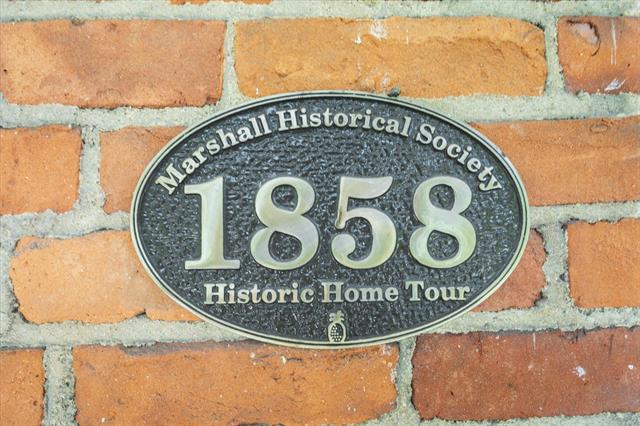 Marshall Historical Society
1858
Historic Home Tour